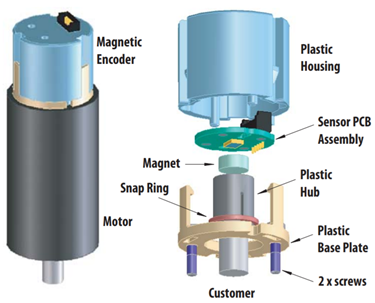 Magnetic
Encoder
Motor
Plastic
Housing
Sensor PCB
Assembly
Magnet
Snap Ring
Plastic
Hub
Plastic
Base Plate
2 x screws
Customer